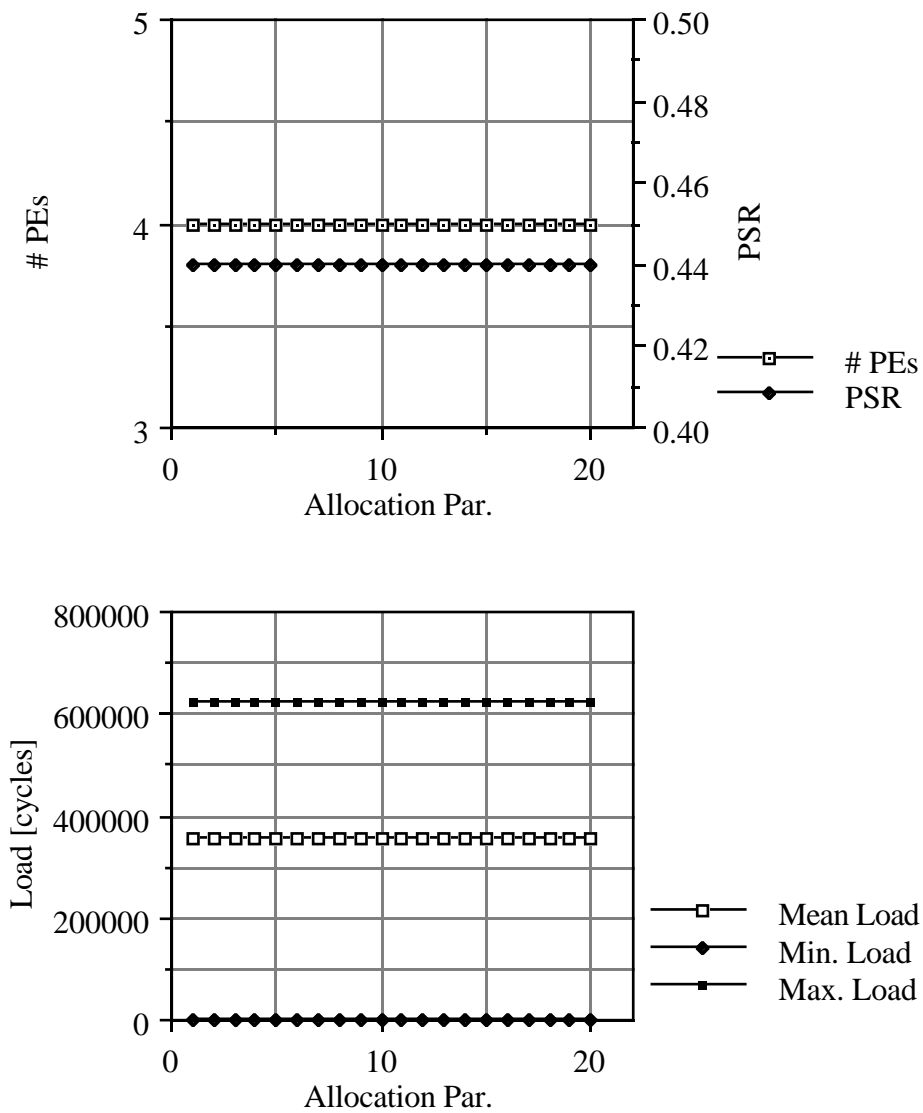 5
0.50
0.48
0.46
# PEs
4
PSR
0.44
0.42
# PEs
PSR
3
0.40
0
10
20
Allocation Par.
800000
600000
Load [cycles]
400000
200000
Mean Load
Min. Load
Max. Load
0
0
10
20
Allocation Par.